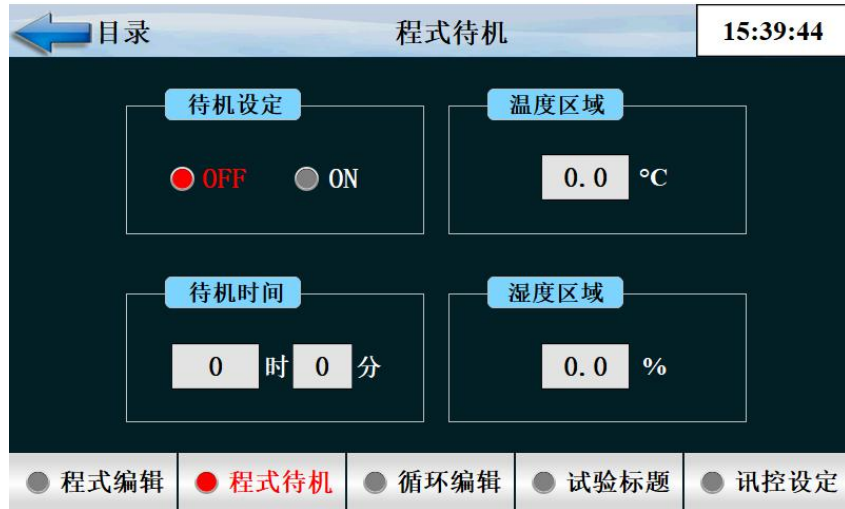 目录 程式待机 15:39:44
待机设定 温度区域
OFF ON 0.0 °C
待机时间 湿度区域
0 时 0 分 0.0 %
程式编辑 程式待机 循环编辑 试验标题 讯控设定